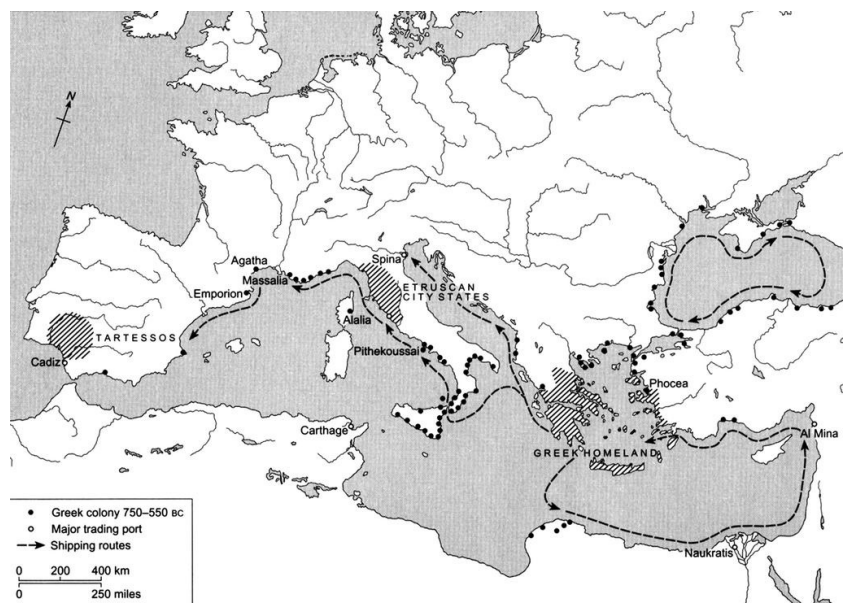 N
Spina
Agatha
Massalia
ETRUSCAN
CITY STATES
Emporion
Alalia
TARTESSOS
Pithekoussai
Cadiz
Phocea
Carthage
Al Mina
GREEK HOMELAND
Naukratis
Greek colony 750–550 BC
Major trading port
Shipping routes
0 200 400 km
0 250 miles